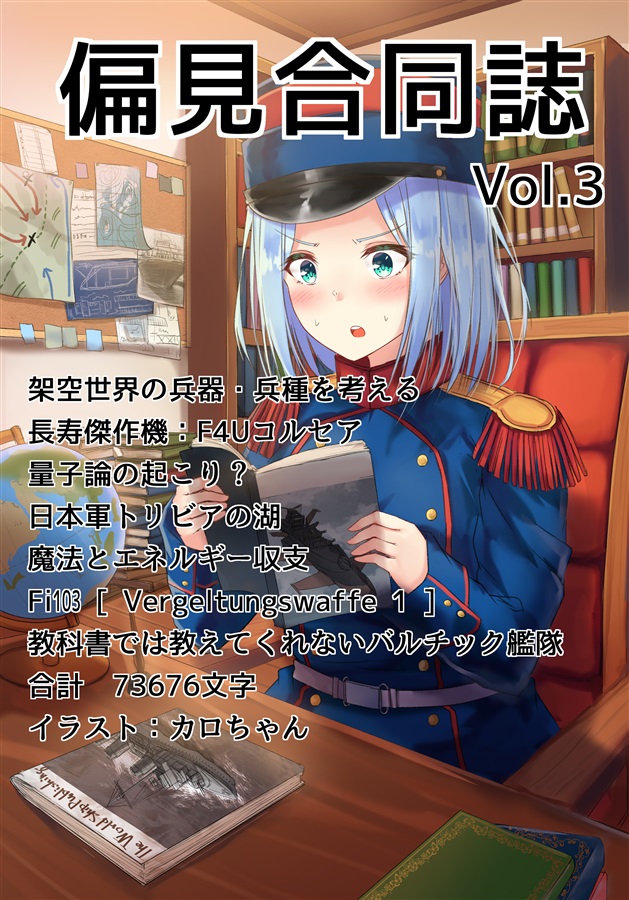 偏見合同誌
Vol.3
架空世界の兵器・兵種を考える
長寿傑作機：F4Uコルセア
量子論の起こり？
日本軍トリビアの湖
魔法とエネルギー収支
Fi103 [ Vergeltungswaffe 1 ]
教科書では教えてくれないバルチック艦隊
合計　73676文字
イラスト：カロちゃん
The World Ship Publishing